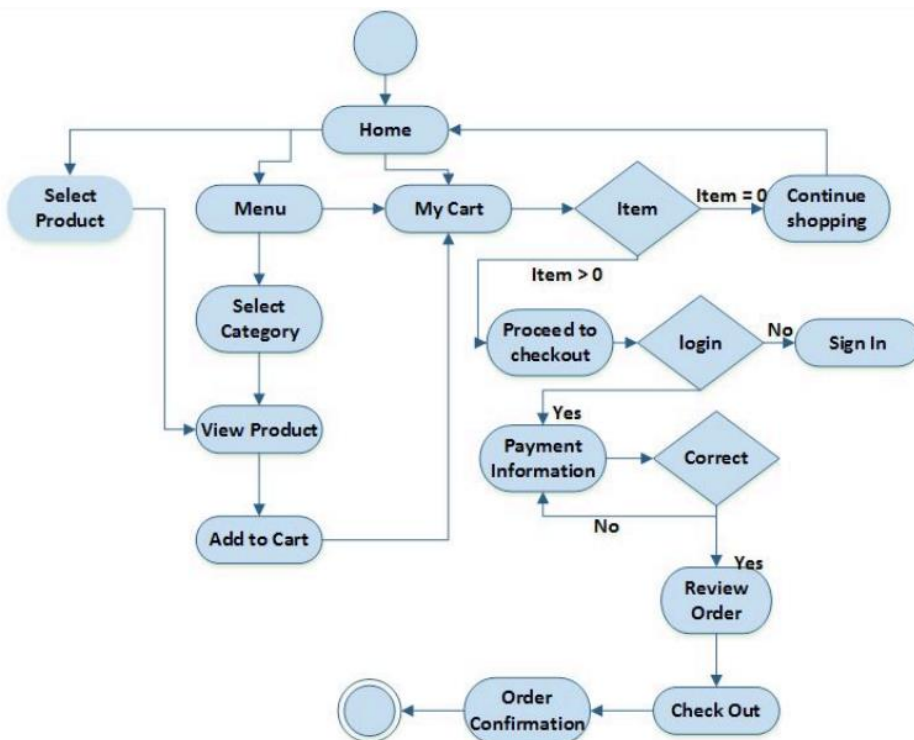 Home
Select
Product
Menu
My Cart
Item
Item = 0
Continue
shopping
Item > 0
Select
Category
Proceed to
checkout
login
No
Sign In
Yes
View Product
Payment
Information
Correct
No
Add to Cart
Yes
Review
Order
Order
Confirmation
Check Out